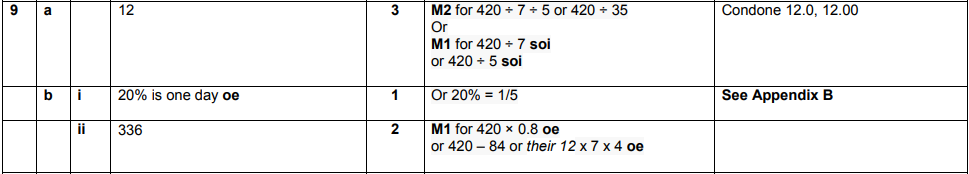 9 a 12 3 M2 for 420 ÷ 7 ÷ 5 or 420 ÷ 35 Condone 12.0, 12.00
Or
M1 for 420 ÷ 7 soi
or 420 ÷ 5 soi
b i 20% is one day oe 1 Or 20% = 1/5 See Appendix B
ii 336 2 M1 for 420 × 0.8 oe
or 420 – 84 or their 12 x 7 x 4 oe